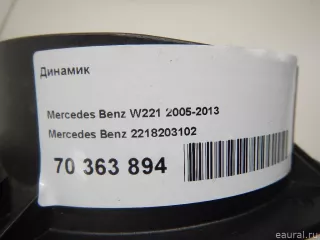 Динамик
Mercedes Benz W221 2005-2013
Mercedes Benz 2218203102
70 363 894
eaural.ru